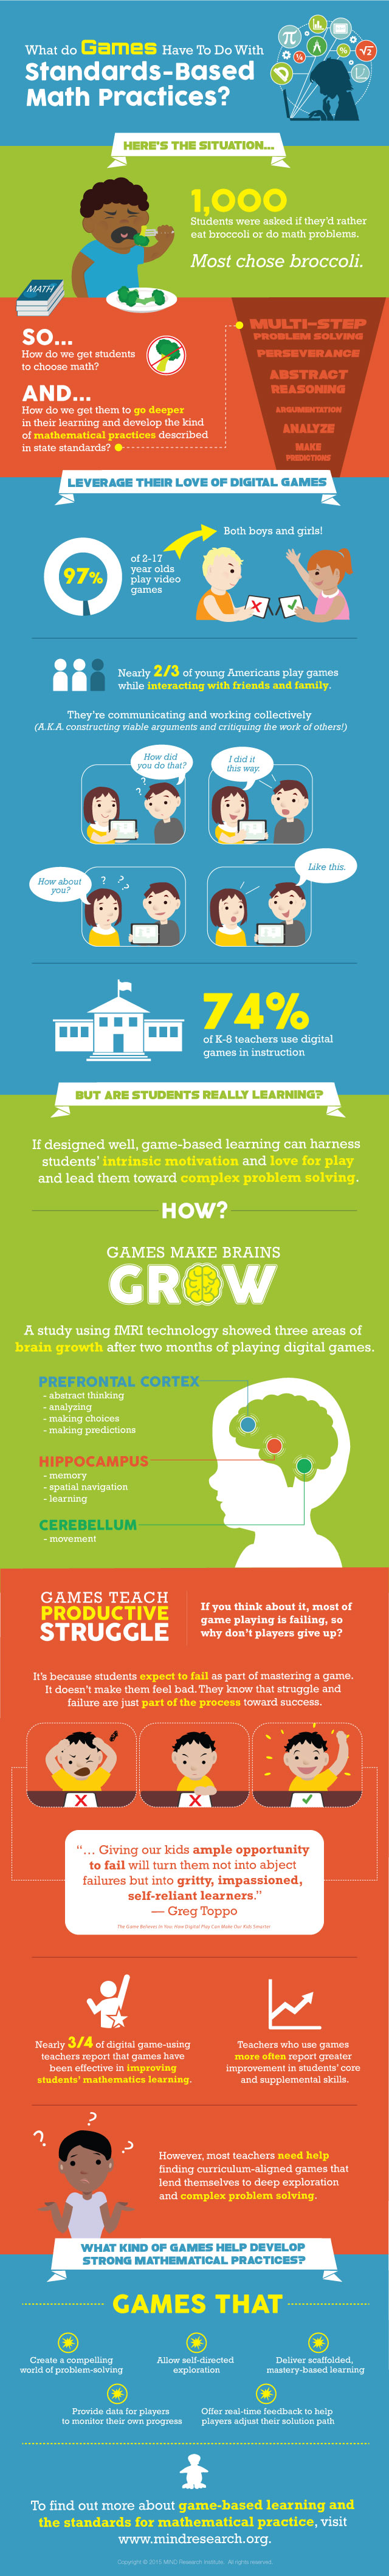 What do Games Have To Do With
Standards-Based
Math Practices?
HERE'S THE SITUATION...
1,000
Students were asked if they'd rather
eat broccoli or do math problems.
Most chose broccoli.
MATH
SO...
How do we get students
to choose math?
AND...
How do we get them to go deeper
in their learning and develop the kind
of mathematical practices described
in state standards?
MULTI-STEP
PROBLEM SOLVING
PERSEVERANCE
ABSTRACT
REASONING
ARGUMENTATION
ANALYZE
MAKE
PREDICTIONS
LEVERAGE THEIR LOVE OF DIGITAL GAMES
97%
of 2-17
year olds
play video
games
Both boys and girls!
Nearly 2/3 of young Americans play games
while interacting with friends and family.
They're communicating and working collectively
(A.K.A. constructing viable arguments and critiquing the work of others!)
How did
you do that?
I did it
this way.
How about
you?
Like this.
74%
of K-8 teachers use digital
games in instruction
BUT ARE STUDENTS REALLY LEARNING?
If designed well, game-based learning can harness
students' intrinsic motivation and love for play
and lead them toward complex problem solving.
HOW?
GAMES MAKE BRAINS
GROW
A study using fMRI technology showed three areas of
brain growth after two months of playing digital games.
PREFRONTAL CORTEX
- abstract thinking
- analyzing
- making choices
- making predictions
HIPPOCAMPUS
- memory
- spatial navigation
- learning
CEREBELLUM
- movement
GAMES TEACH
PRODUCTIVE
STRUGGLE
If you think about it, most of
game playing is failing, so
why don't players give up?
It's because students expect to fail as part of mastering a game.
It doesn't make them feel bad. They know that struggle and
failure are just part of the process toward success.
"... Giving our kids ample opportunity
to fail will turn them not into abject
failures but into gritty, impassioned,
self-reliant learners."
— Greg Toppo
The Game Believes In You: How Digital Play Can Make Our Kids Smarter
Nearly 3/4 of digital game-using
teachers report that games have
been effective in improving
students' mathematics learning.
Teachers who use games
more often report greater
improvement in students' core
and supplemental skills.
However, most teachers need help
finding curriculum-aligned games that
lend themselves to deep exploration
and complex problem solving.
WHAT KIND OF GAMES HELP DEVELOP
STRONG MATHEMATICAL PRACTICES?
GAMES THAT
Create a compelling
world of problem-solving
Allow self-directed
exploration
Deliver scaffolded,
mastery-based learning
Provide data for players
to monitor their own progress
Offer real-time feedback to help
players adjust their solution path
To find out more about game-based learning and
the standards for mathematical practice, visit
www.mindresearch.org.
Copyright © 2015 MIND Research Institute. All rights reserved.